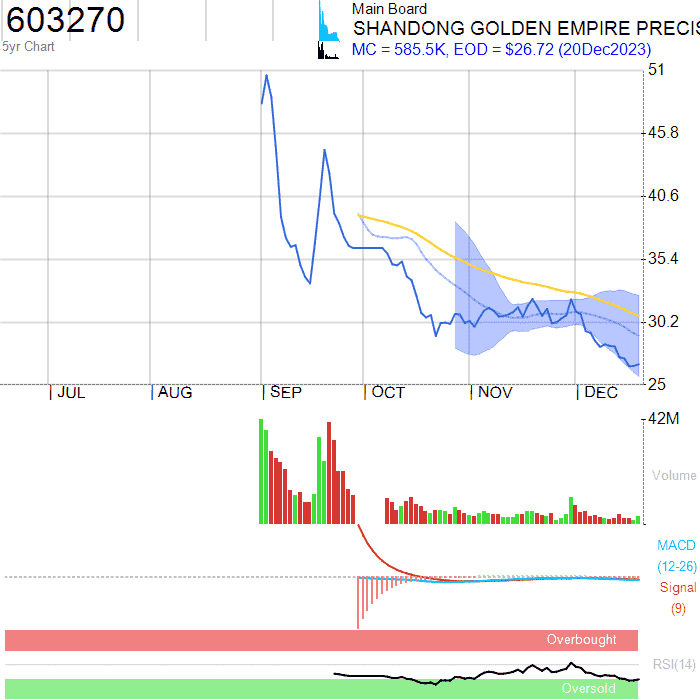 603270
5yr Chart
Main Board
SHANDONG GOLDEN EMPIRE PRECIS
MC = 585.5K, EOD = $26.72 (20Dec2023)
51
45.8
40.6
35.4
30.2
25
JUL AUG SEP OCT NOV DEC
42M
Volume
MACD
(12-26)
Signal
(9)
Overbought
RSI(14)
Oversold